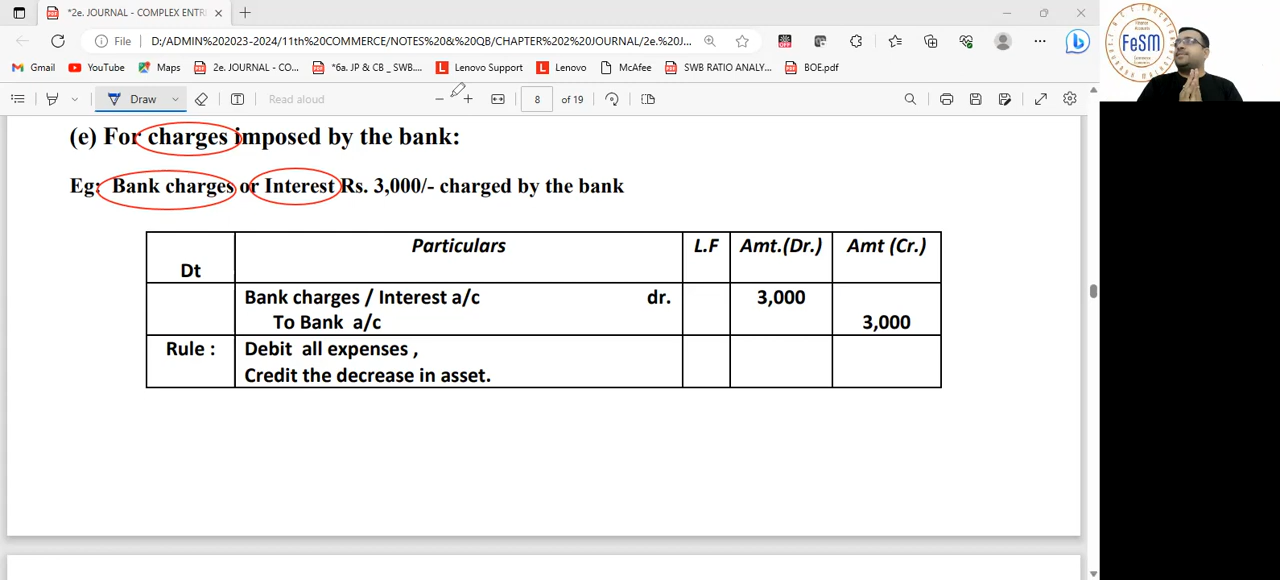 *2e. JOURNAL - COMPLEX ENTR
File D:/ADMIN%202023-2024/11th%20COMMERCE/NOTES%20&%20QB/CHAPTER%202%20JOURNAL/2e.%20J...
Gmail YouTube Maps 2e. JOURNAL - CO... *6a. JP & CB _ SWB.... Lenovo Support Lenovo McAfee SWB RATIO ANALY... BOE.pdf
Draw Read aloud 8 of 19
FeSM
(e) For charges imposed by the bank:
Eg: Bank charges or Interest Rs. 3,000/- charged by the bank
Dt Particulars L.F Amt.(Dr.) Amt (Cr.)
Bank charges / Interest a/c dr. 3,000
To Bank a/c 3,000
Rule : Debit all expenses ,
Credit the decrease in asset.